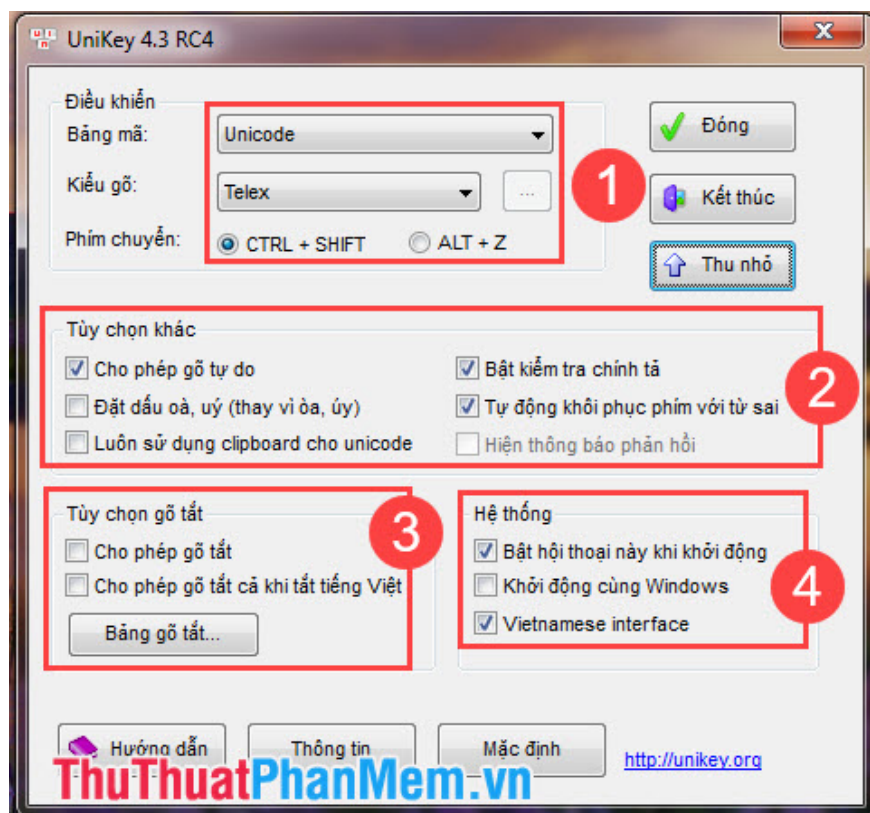 UniKey 4.3 RC4
Điều khiển
Bảng mã: Unicode
Đóng
Kiểu gõ: Telex ...
1
Kết thúc
Phím chuyển: CTRL + SHIFT ALT + Z
Thu nhỏ
Tùy chọn khác
Cho phép gõ tự do
Bật kiểm tra chính tả
2
Đặt dấu oà, uý (thay vì òa, úy)
Tự động khôi phục phím với từ sai
Luôn sử dụng clipboard cho unicode
Hiện thông báo phản hồi
Tùy chọn gõ tắt
3
Cho phép gõ tắt
Cho phép gõ tắt cả khi tắt tiếng Việt
Bảng gõ tắt...
Hệ thống
Bật hội thoại này khi khởi động
4
Khởi động cùng Windows
Vietnamese interface
Hướng dẫn
Thông tin
Mặc định
http://unikey.org
ThuThuatPhanMem.vn